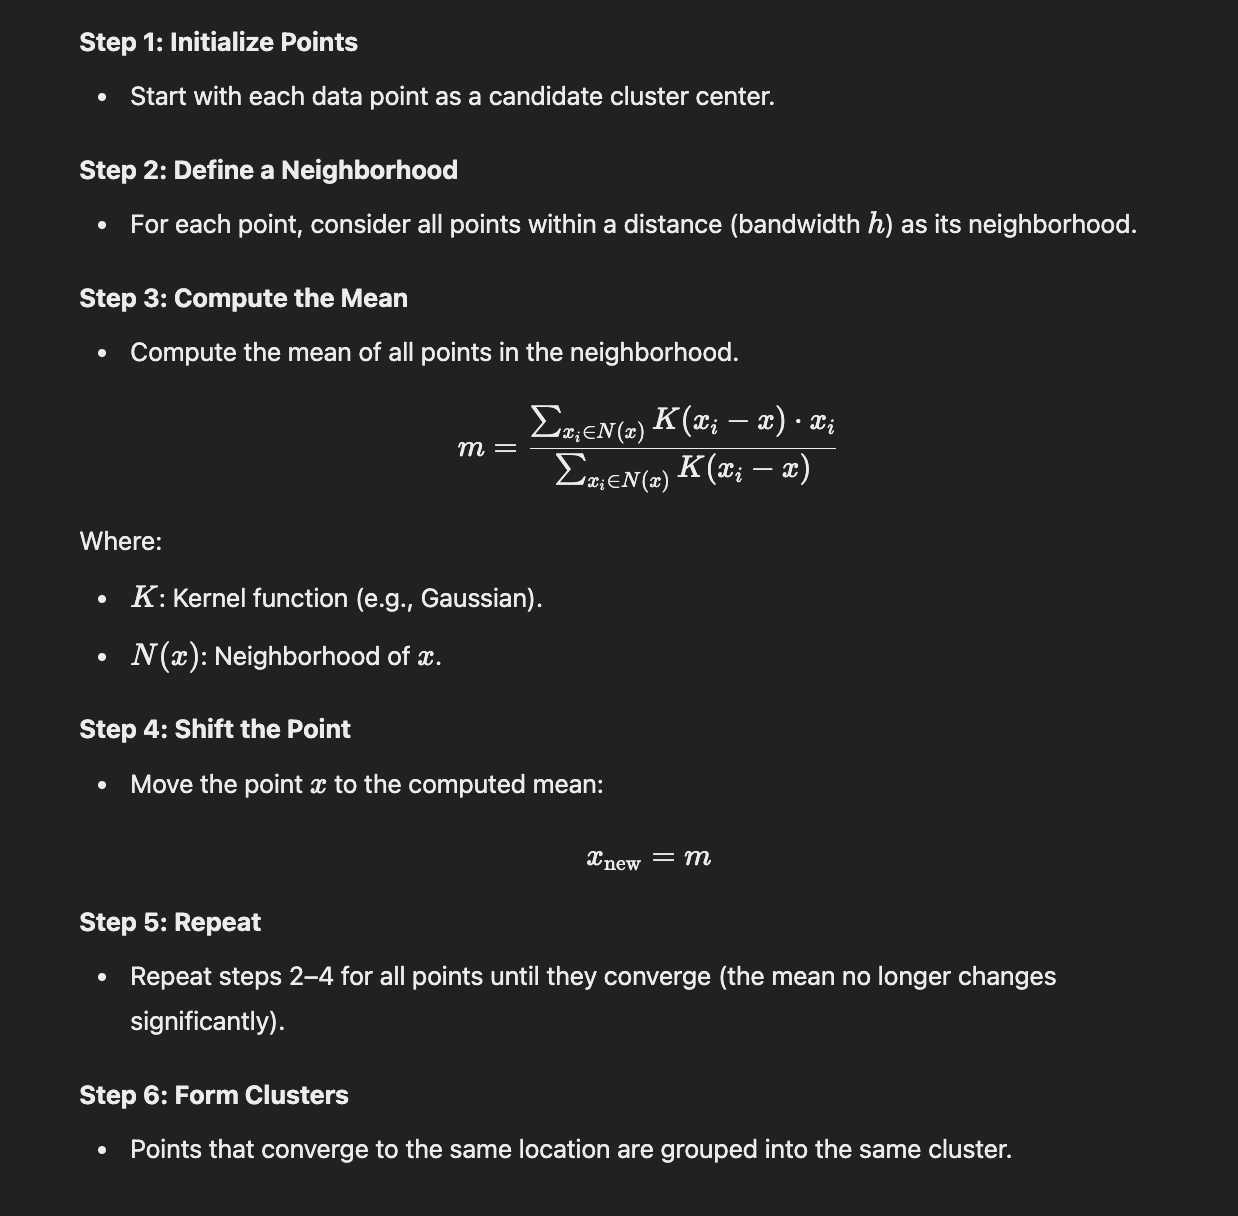 Step 1: Initialize Points
• Start with each data point as a candidate cluster center.
Step 2: Define a Neighborhood
• For each point, consider all points within a distance (bandwidth h) as its neighborhood.
Step 3: Compute the Mean
• Compute the mean of all points in the neighborhood.
m = \frac{\sum_{x_i \in N(x)} K(x_i - x) \cdot x_i}{\sum_{x_i \in N(x)} K(x_i - x)}
Where:
• K: Kernel function (e.g., Gaussian).
• N(x): Neighborhood of x.
Step 4: Shift the Point
• Move the point x to the computed mean:
x_{new} = m
Step 5: Repeat
• Repeat steps 2–4 for all points until they converge (the mean no longer changes
significantly).
Step 6: Form Clusters
• Points that converge to the same location are grouped into the same cluster.